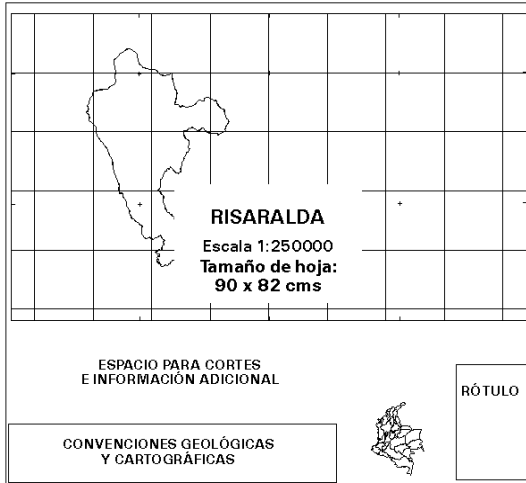 RISARALDA
Escala 1:250000
Tamaño de hoja:
90 x 82 cms
ESPACIO PARA CORTES
E INFORMACIÓN ADICIONAL
RÓTULO
CONVENCIONES GEOLÓGICAS
Y CARTOGRÁFICAS